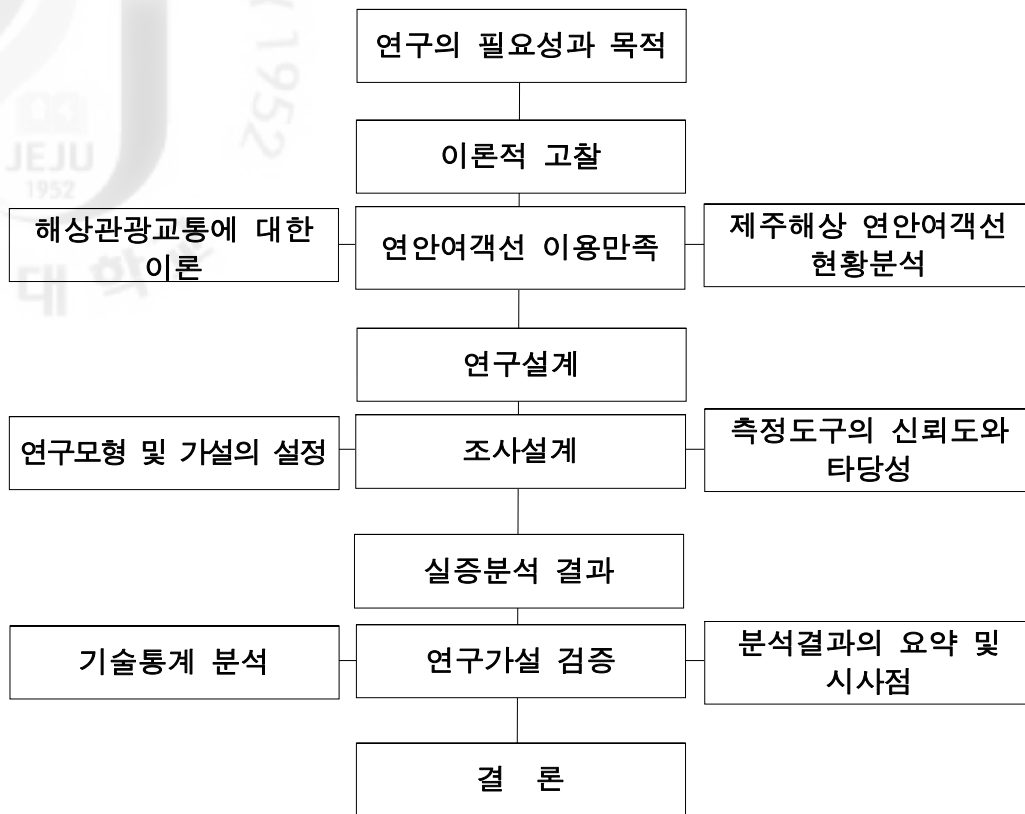 연구의 필요성과 목적
이론적 고찰
해상관광교통에 대한
이론
연안여객선 이용만족
제주해상 연안여객선
현황분석
연구설계
연구모형 및 가설의 설정
조사설계
측정도구의 신뢰도와
타당성
실증분석 결과
기술통계 분석
연구가설 검증
분석결과의 요약 및
시사점
결 론
JEJU
1952
1952
대학